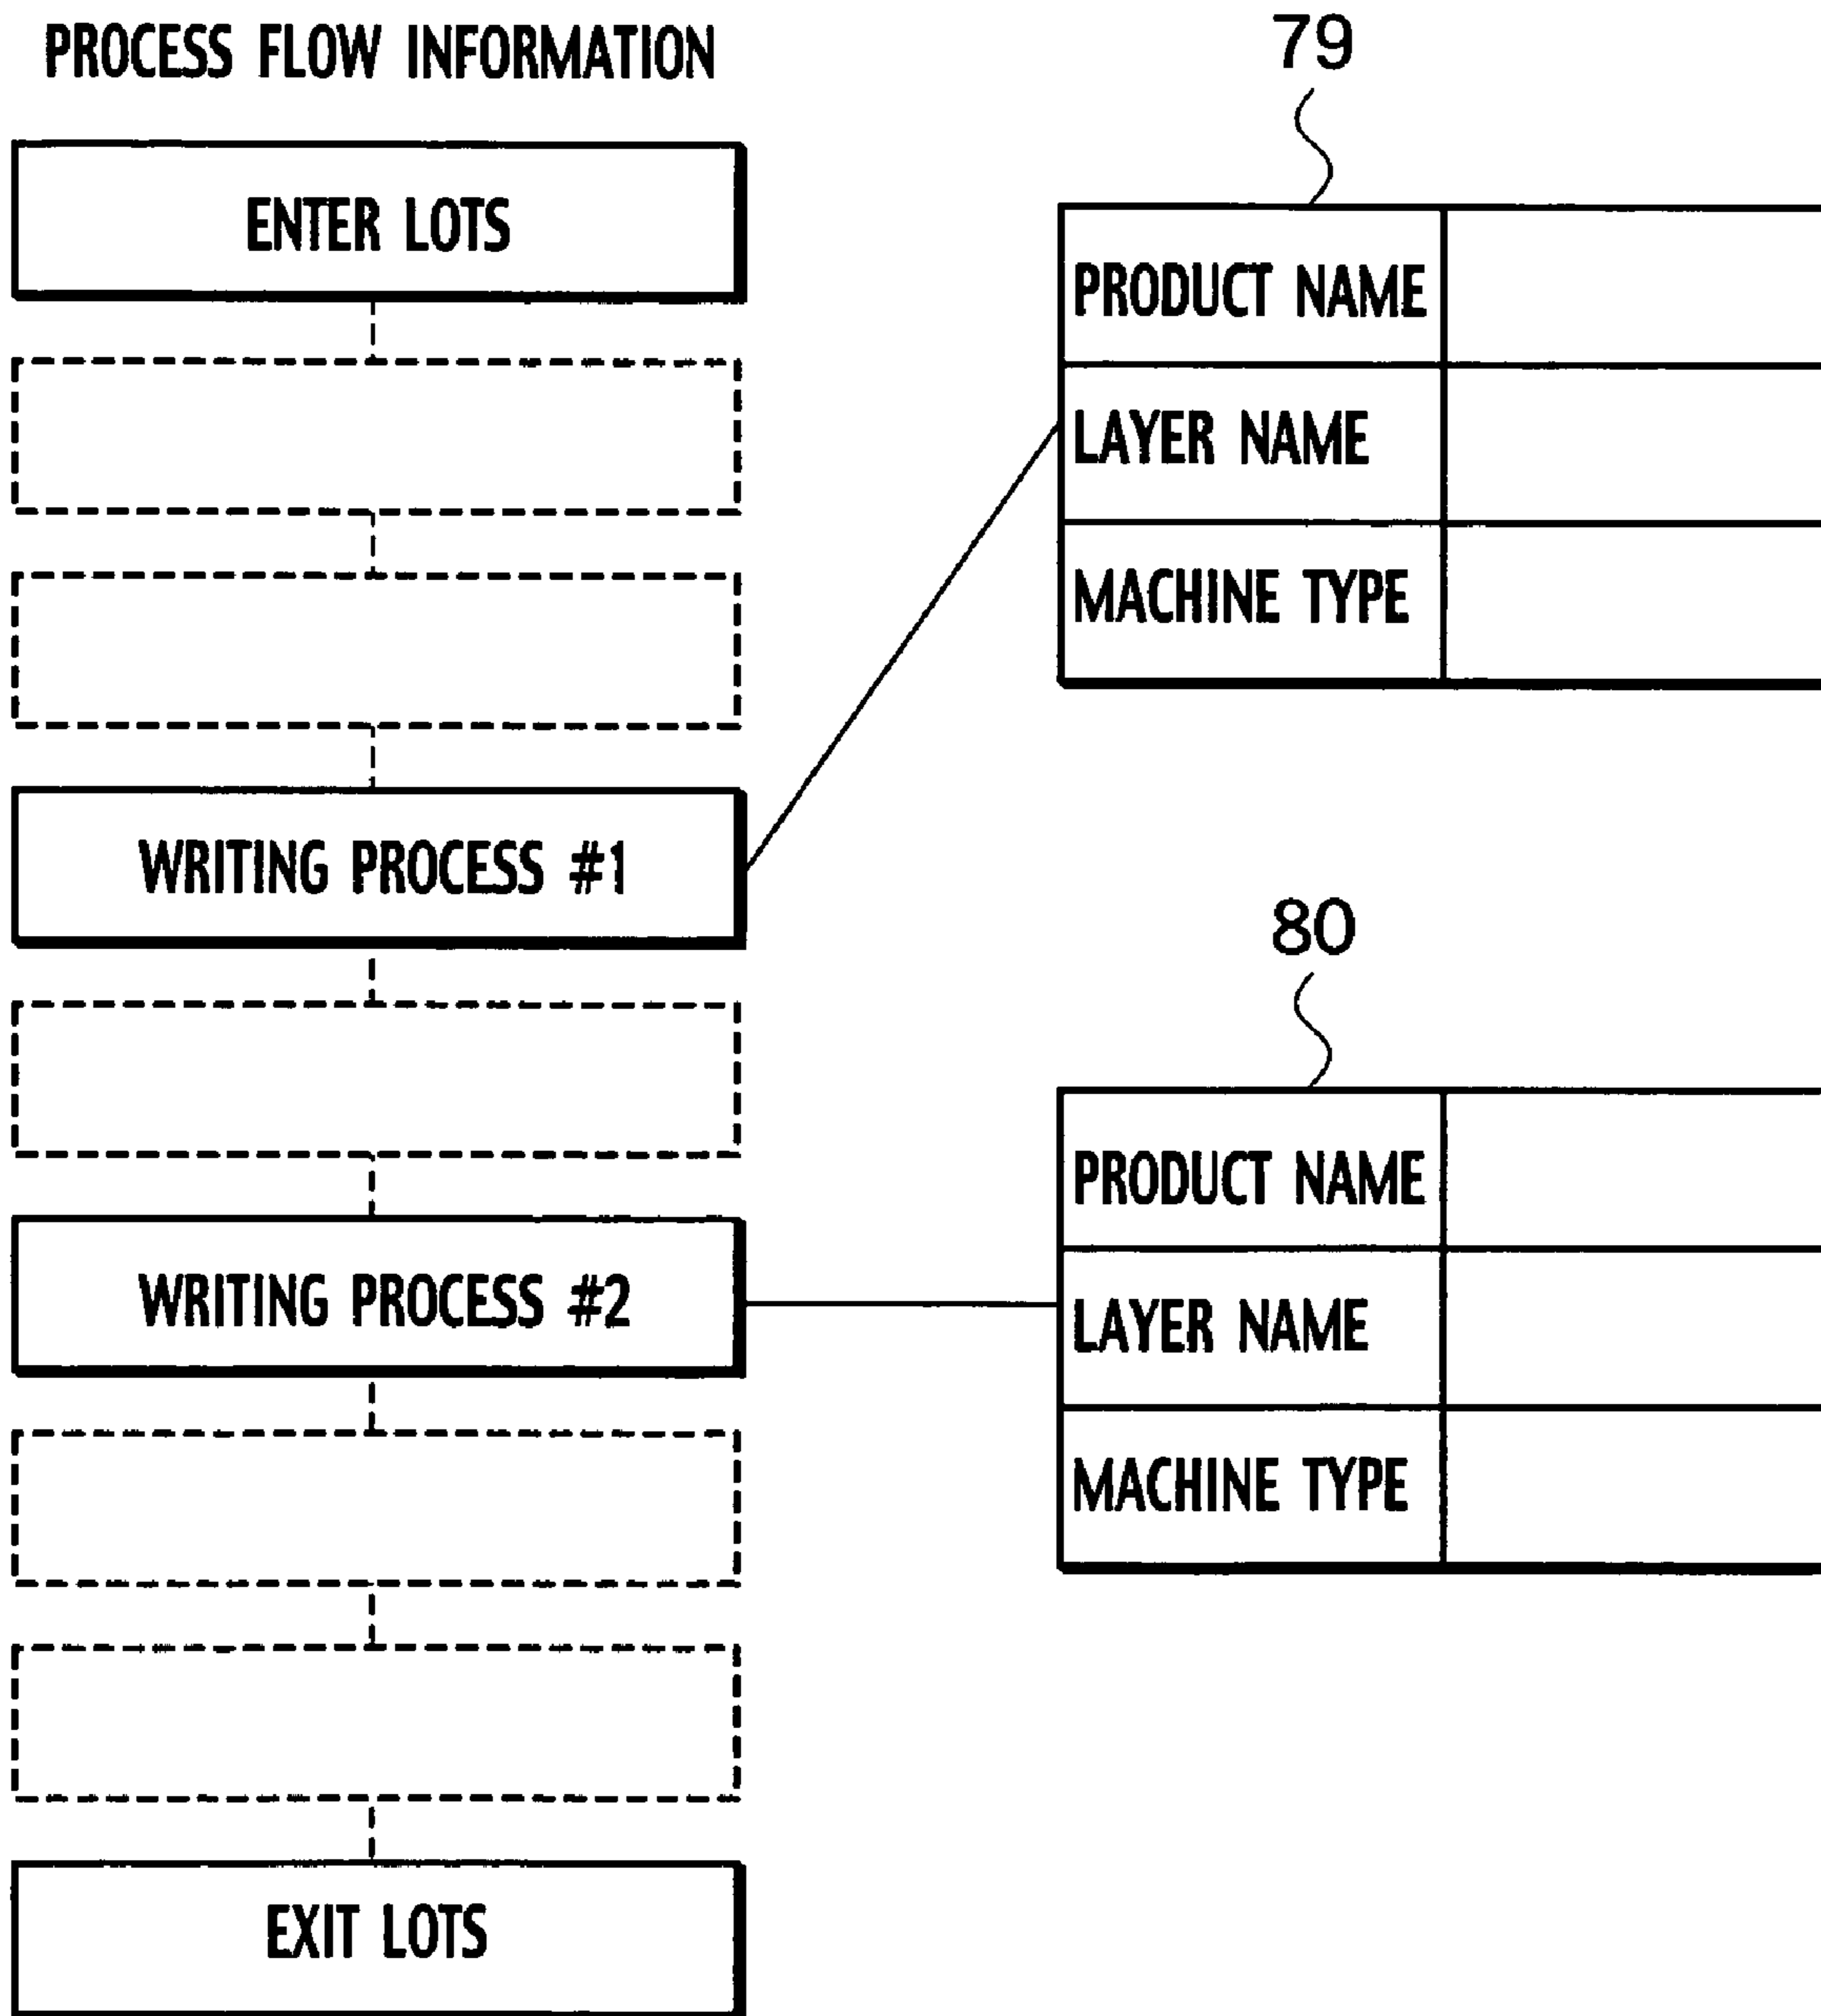 PROCESS FLOW INFORMATION
ENTER LOTS
WRITING PROCESS #1
WRITING PROCESS #2
EXIT LOTS
79
PRODUCT NAME
LAYER NAME
MACHINE TYPE
80
PRODUCT NAME
LAYER NAME
MACHINE TYPE